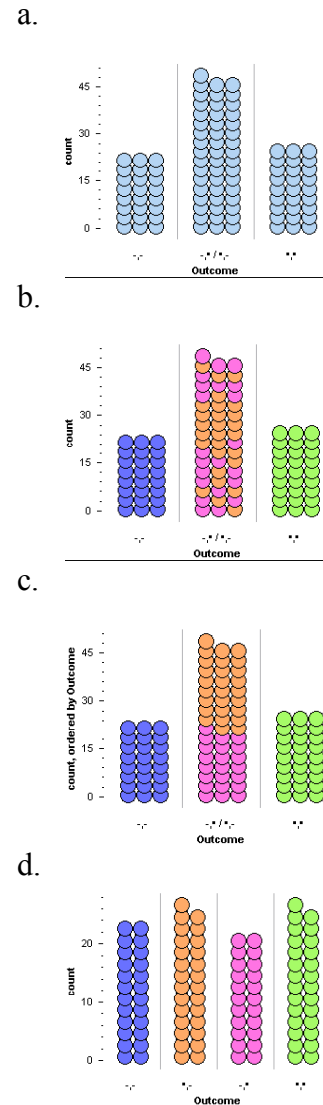 a.
45
30
15
0
count
-,- -,▪ / ▪,- ▪,▪
Outcome
b.
45
30
15
0
count
-,- -,▪ / ▪,- ▪,▪
Outcome
c.
45
30
15
0
count, ordered by Outcome
-,- -,▪ / ▪,- ▪,▪
Outcome
d.
20
10
0
count
-,- ▪,- -,▪ ▪,▪
Outcome